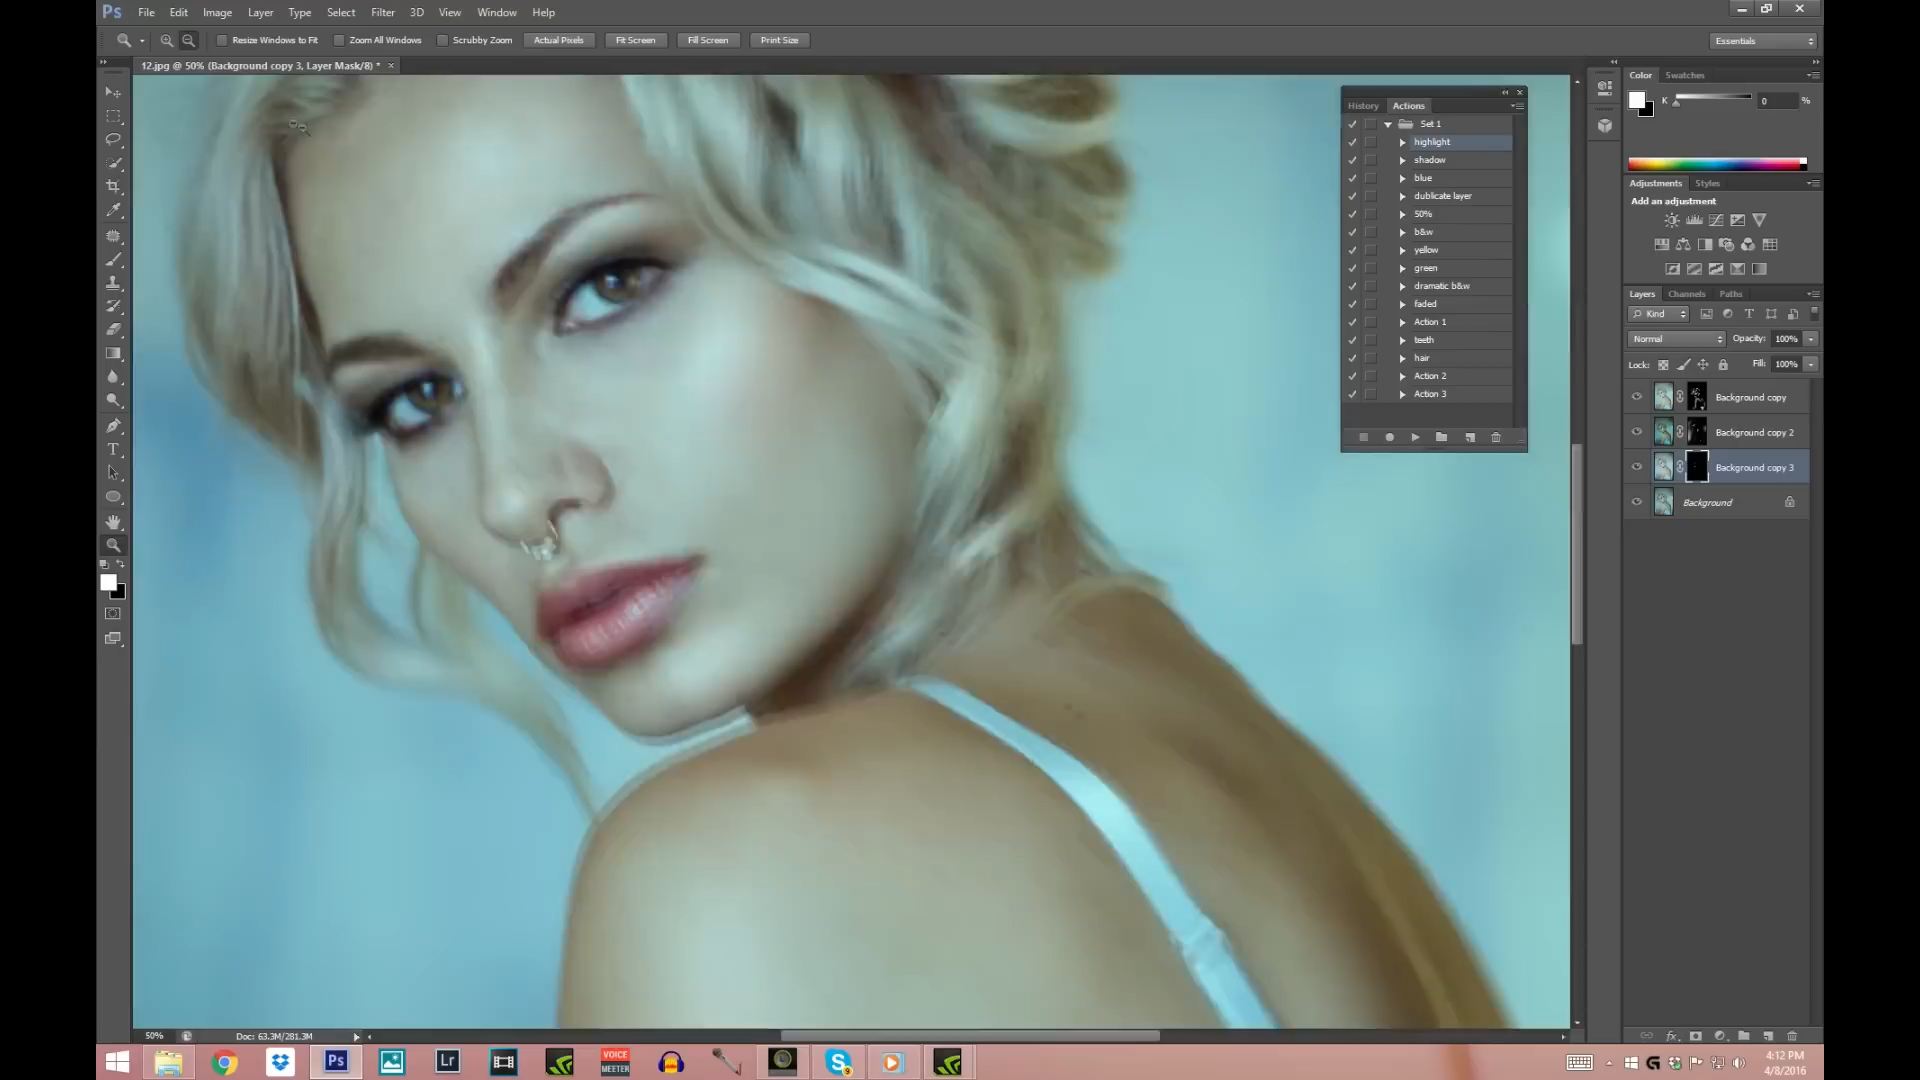 Ps File Edit Image Layer Type Select Filter 3D View Window Help
Resize Windows to Fit Zoom All Windows Scrubby Zoom Actual Pixels Fit Screen Fill Screen Print Size Essentials
12.jpg @ 50% (Background copy 3, Layer Mask/8) *
History Actions
Set 1
highlight
shadow
blue
dublicate layer
50%
b&w
yellow
green
dramatic b&w
faded
Action 1
teeth
hair
Action 2
Action 3
Color Swatches
K 0 %
Adjustments Styles
Add an adjustment
Layers Channels Paths
Kind
Normal Opacity: 100%
Lock: Fill: 100%
Background copy
Background copy 2
Background copy 3
Background
50% Doc: 63.3M/281.3M
Ps Lr VOICE MEETER 9
4:12 PM
4/8/2016